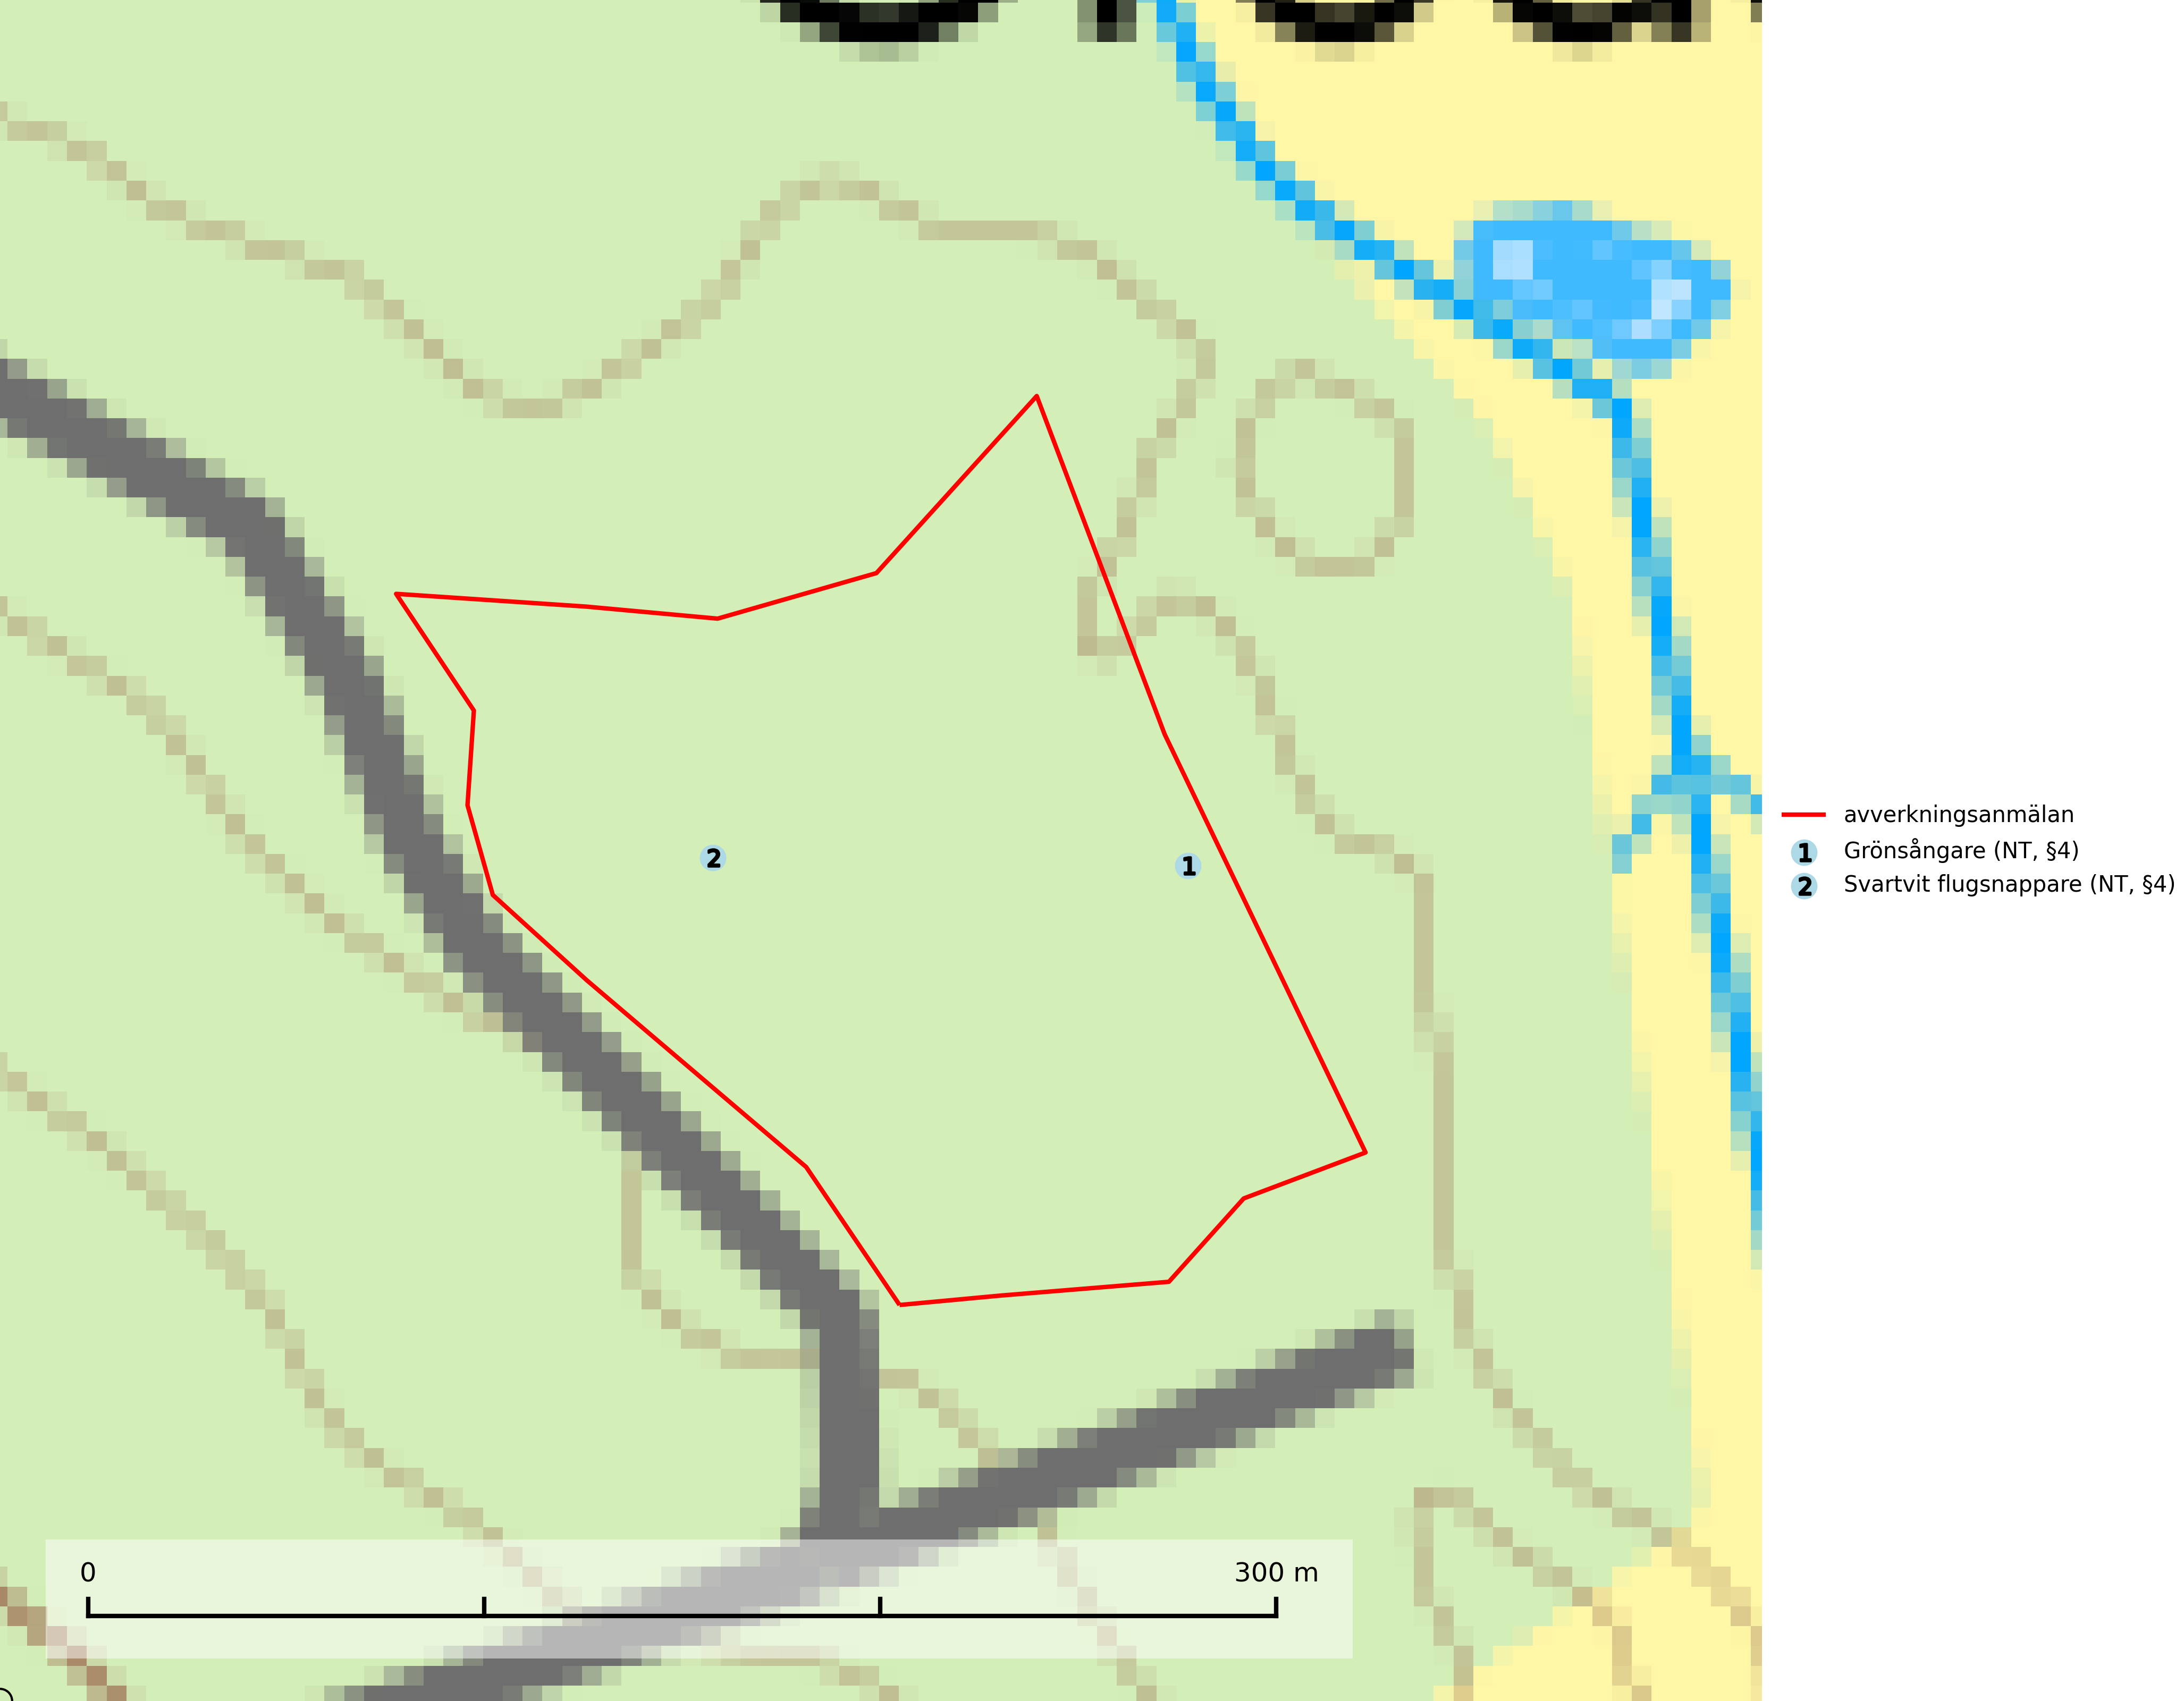 2
1
avverkningsanmälan
1 Grönsångare (NT, §4)
2 Svartvit flugsnappare (NT, §4)
0 300 m